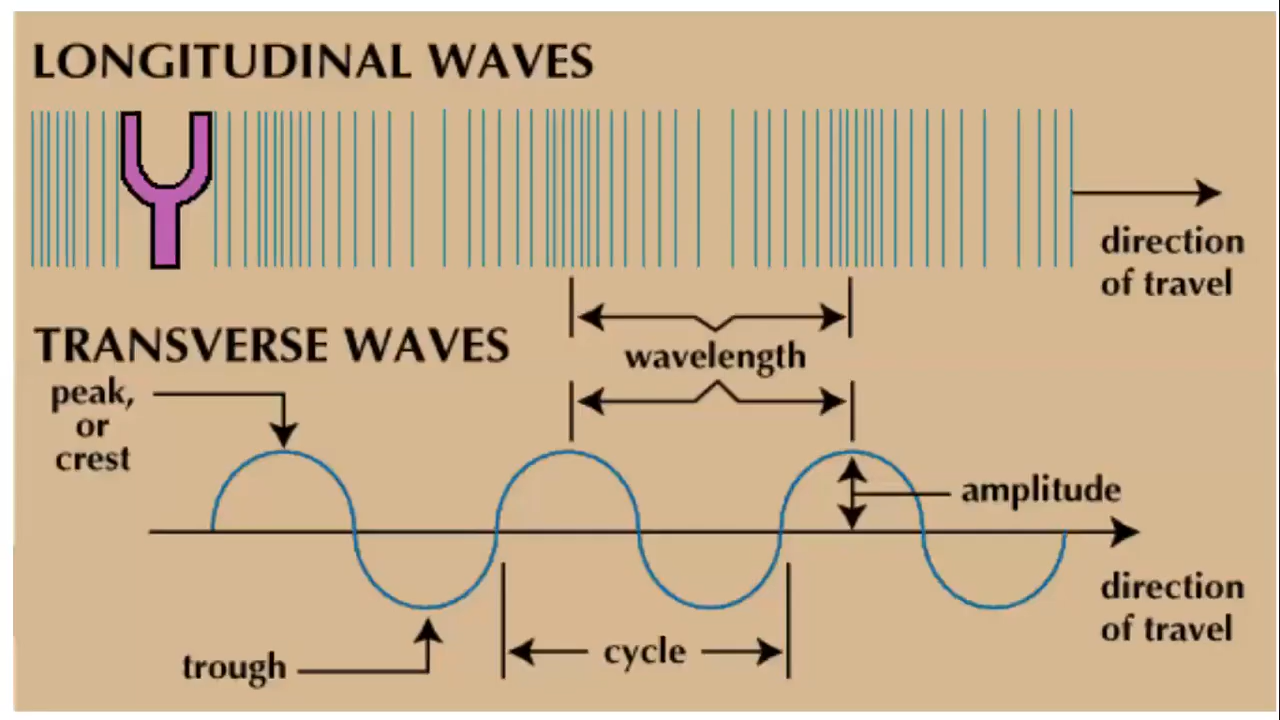 LONGITUDINAL WAVES
direction
of travel
TRANSVERSE WAVES
wavelength
peak,
or
crest
amplitude
direction
of travel
cycle
trough